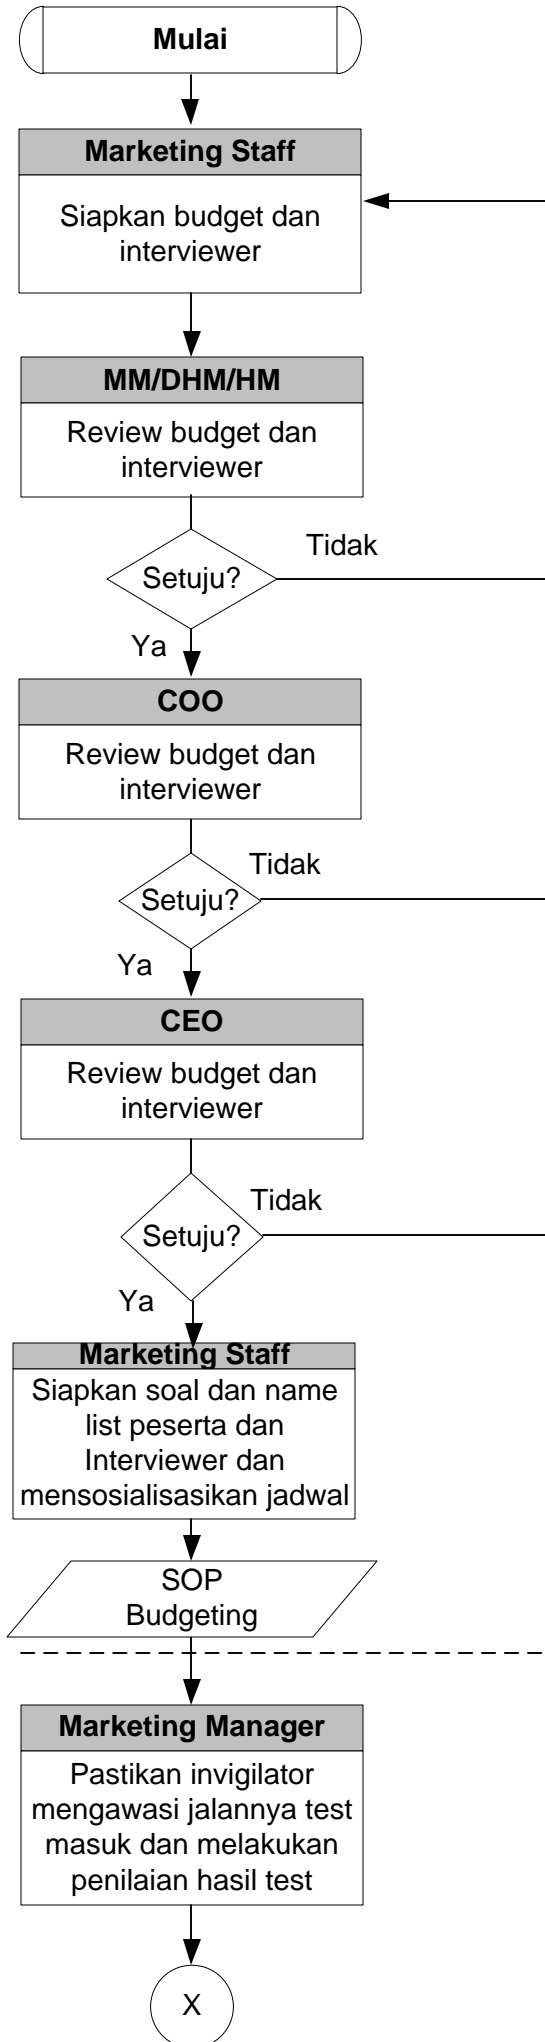 Mulai
Marketing Staff
Siapkan budget dan
interviewer
MM/DHM/HM
Review budget dan
interviewer
Tidak
Setuju?
Ya
COO
Review budget dan
interviewer
Tidak
Setuju?
Ya
CEO
Review budget dan
interviewer
Tidak
Setuju?
Ya
Marketing Staff
Siapkan soal dan name
list peserta dan
Interviewer dan
mensosialisasikan jadwal
SOP
Budgeting
Marketing Manager
Pastikan invigilator
mengawasi jalannya test
masuk dan melakukan
penilaian hasil test
X